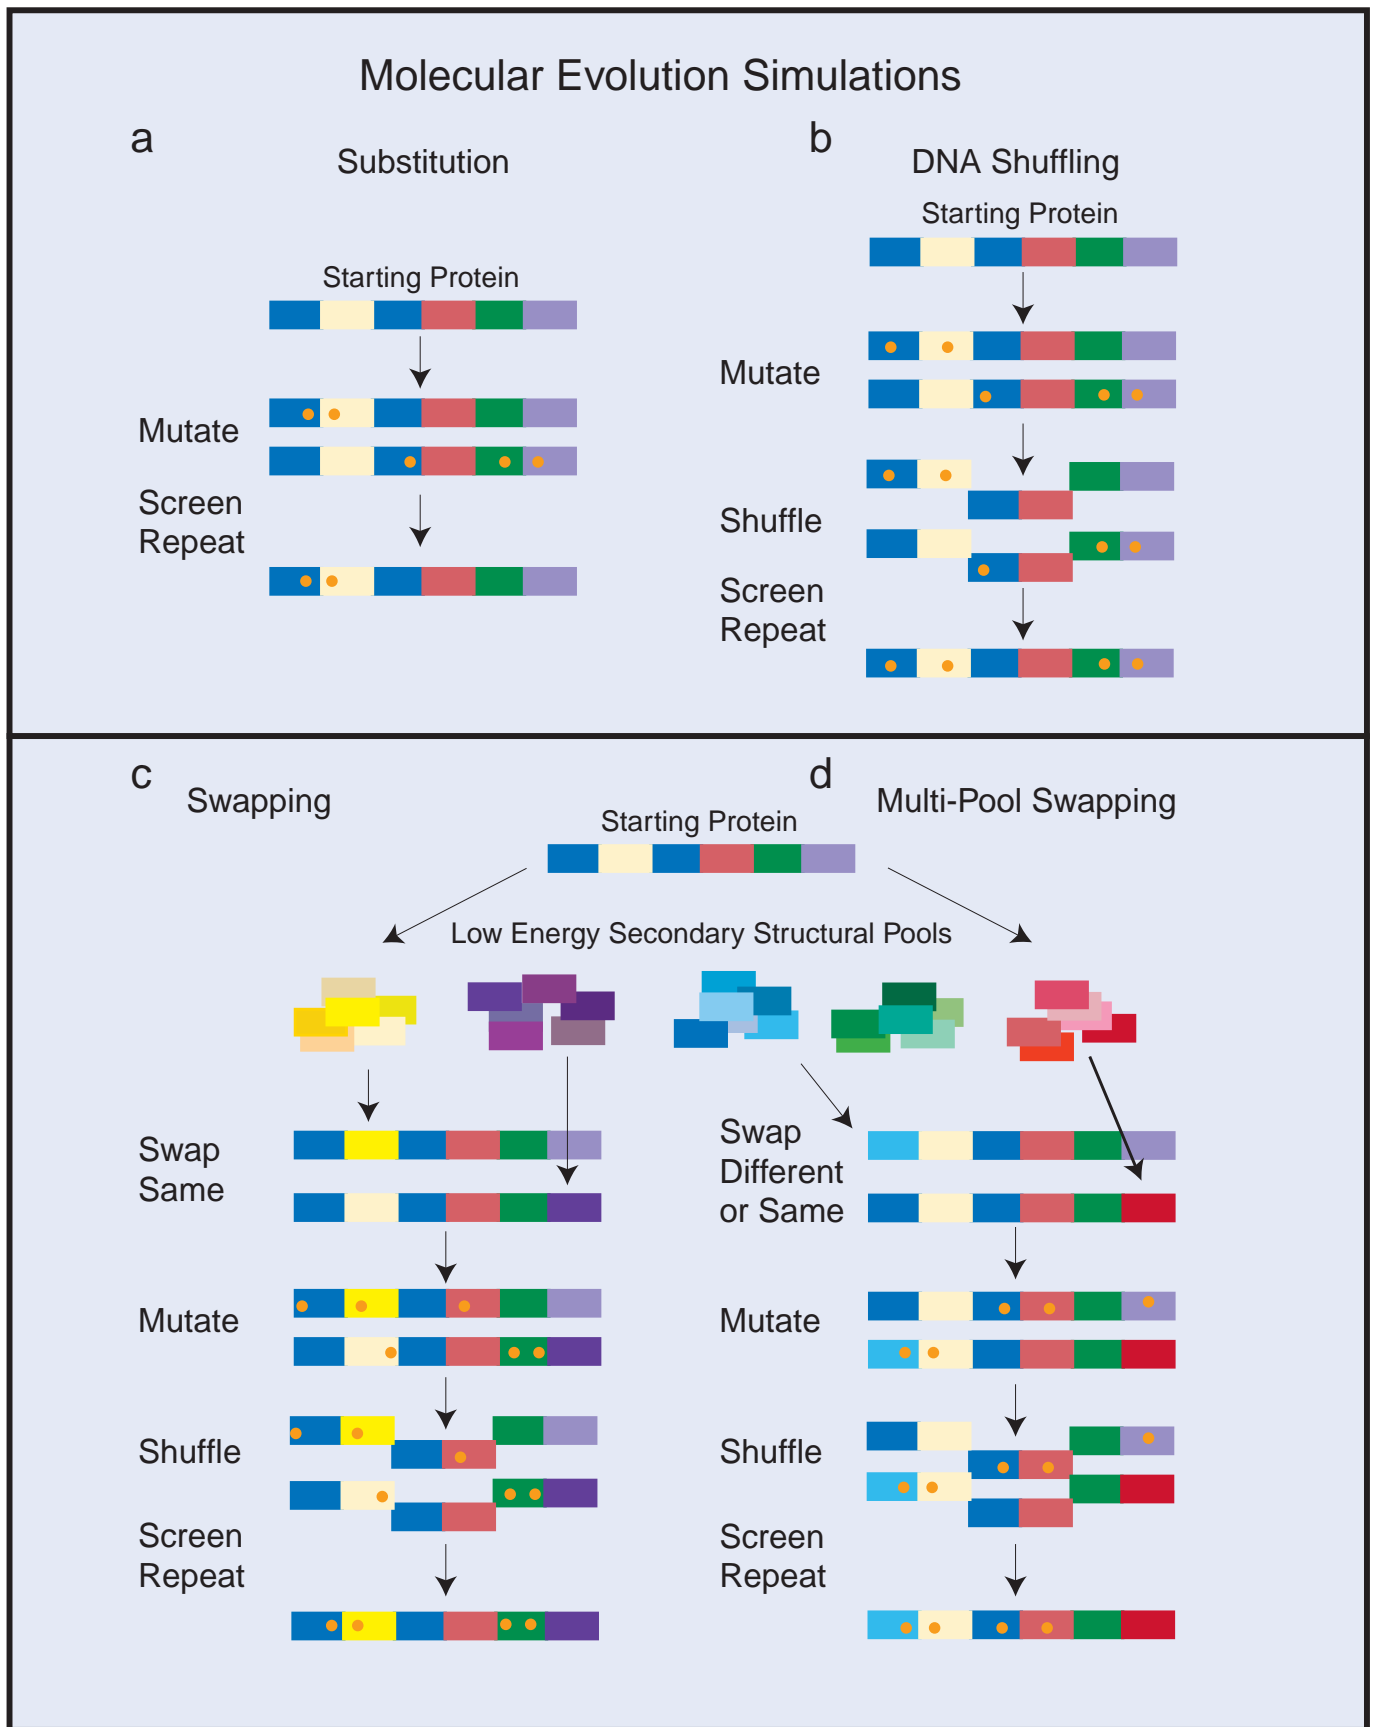 Molecular Evolution Simulations
a
Substitution
Starting Protein
Mutate
Screen
Repeat
b
DNA Shuffling
Starting Protein
Mutate
Shuffle
Screen
Repeat
c
Swapping
d
Multi-Pool Swapping
Starting Protein
Low Energy Secondary Structural Pools
Swap
Same
Mutate
Shuffle
Screen
Repeat
Swap
Different
or Same
Mutate
Shuffle
Screen
Repeat